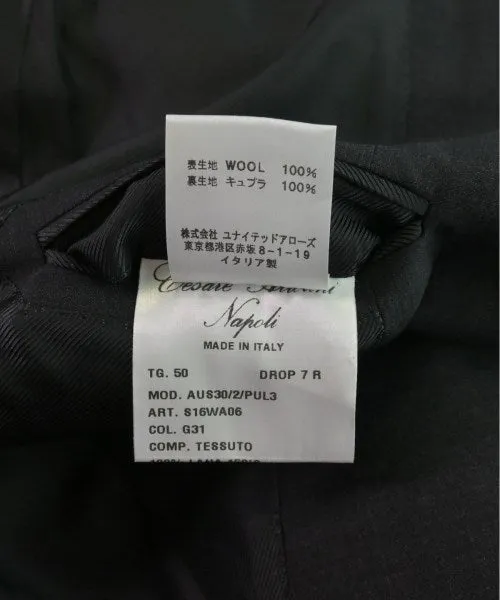 表生地 WOOL 100%
裏生地 キュプラ 100%
株式会社 ユナイテッドアローズ
東京都港区赤坂8-1-19
イタリア製
Cesare
Napoli
MADE IN ITALY
TG. 50 DROP 7 R
MOD. AUS30/2/PUL3
ART. S16WA06
COL. G31
COMP. TESSUTO
100% LANA